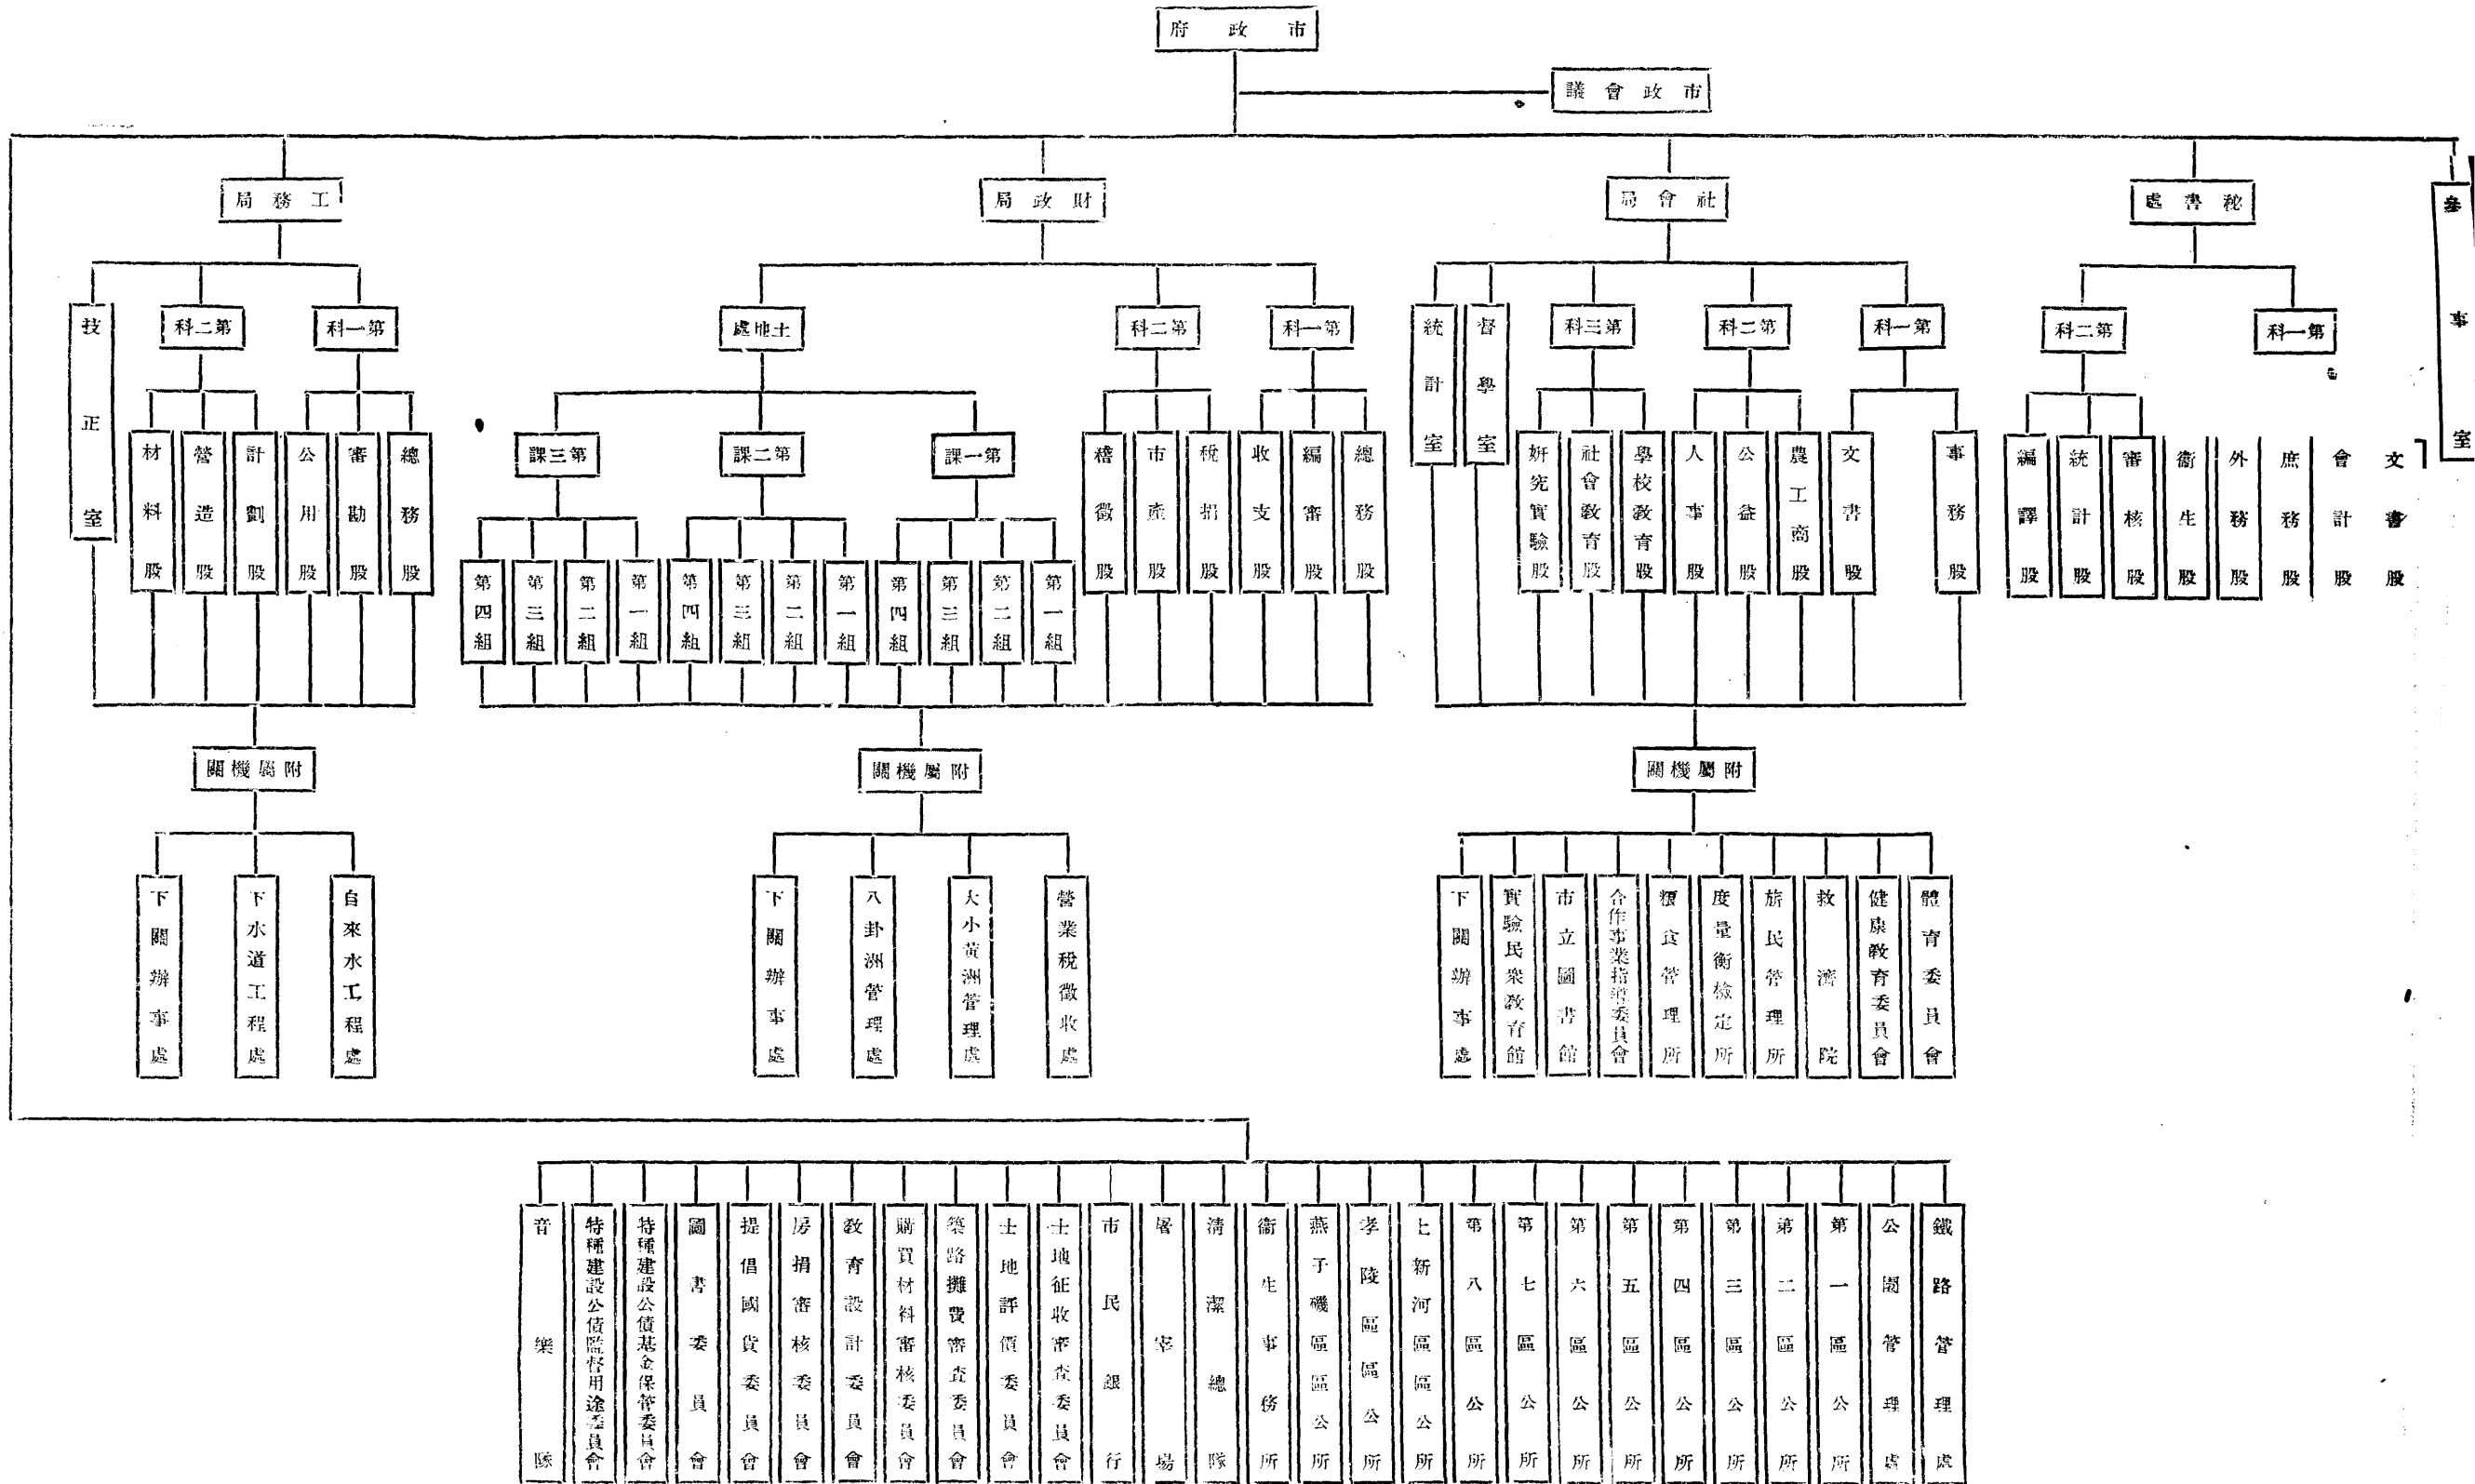 市政府
市政會議
參事室
秘書處
社會局
財政局
工務局
第一科
第二科
文書股
會計股
庶務股
外務股
衞生股
審核股
統計股
編譯股
第一科
第二科
第三科
督學室
統計室
事務股
文書股
農工商股
公益股
人事股
學校教育股
社會教育股
姸究實驗股
第一科
第二科
土地處
總務股
編審股
收支股
稅捐股
市產股
稽徵股
第一課
第二課
第三課
第一組
第二組
第三組
第四組
第一組
第二組
第三組
第四組
第一組
第二組
第三組
第四組
第一科
第二科
技正室
總務股
審勘股
公用股
計劃股
營造股
材料股
附屬機關
附屬機關
附屬機關
體育委員會
健康教育委員會
救濟院
旅民管理所
度量衡檢定所
糧食管理所
合作事業指導委員會
市立圖書館
實驗民衆教育館
下關辦事處
營業稅徵收處
大小黃洲管理處
八卦洲管理處
下關辦事處
自來水工程處
下水道工程處
下關辦事處
鐵路管理處
公園管理處
第一區公所
第二區公所
第三區公所
第四區公所
第五區公所
第六區公所
第七區公所
第八區公所
上新河區區公所
孝陵區區公所
燕子磯區區公所
衞生事務所
清潔總隊
屠宰場
市民銀行
土地征收審查委員會
土地評價委員會
築路攤費審查委員會
購買材料審核委員會
教育設計委員會
房捐審核委員會
提倡國貨委員會
圖書委員會
特種建設公債基金保管委員會
特種建設公債監督用途委員會
音樂隊